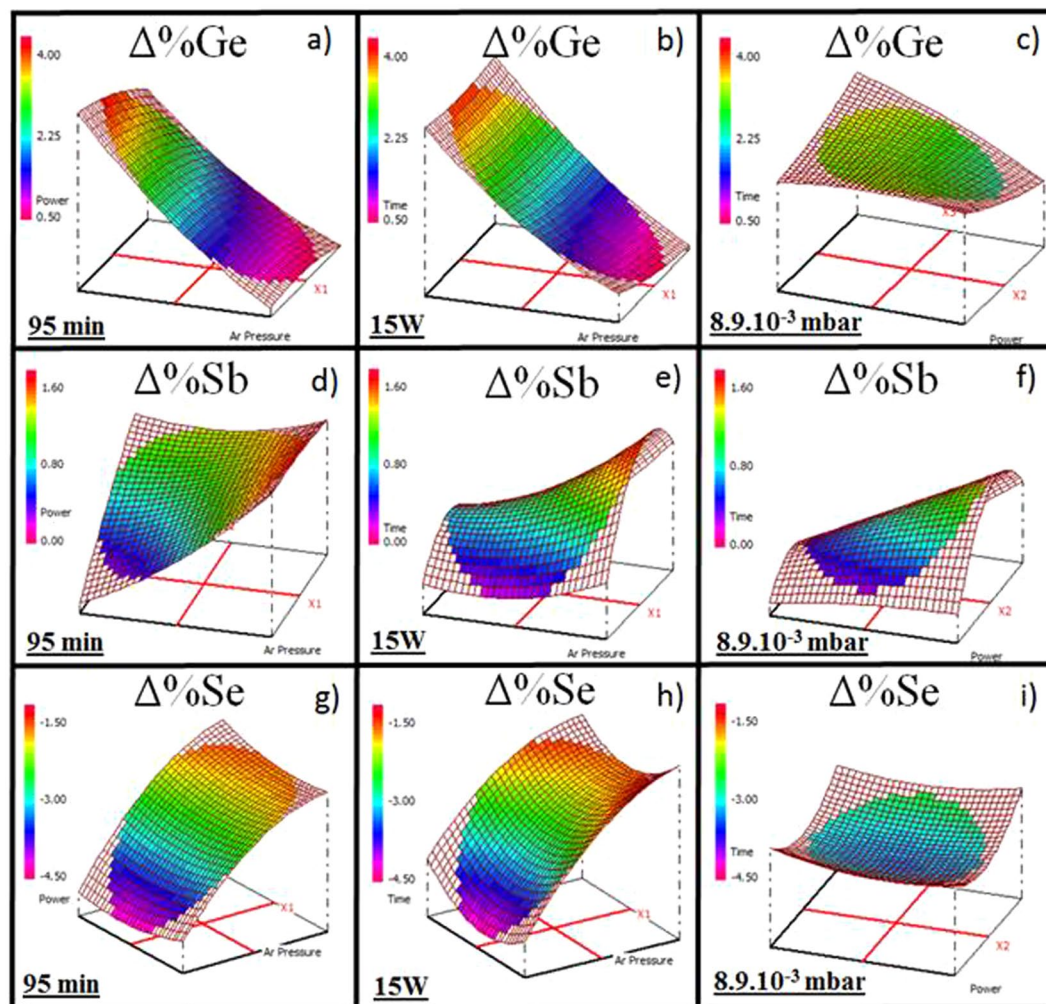 Δ%Ge a)
4.00
2.25
Power
0.50
X1
Ar Pressure
95 min
Δ%Ge b)
4.00
2.25
Time
0.50
X1
Ar Pressure
15W
Δ%Ge c)
4.00
2.25
Time
0.50
X3
X2
Power
8.9.10⁻³ mbar
Δ%Sb d)
1.60
0.80
Power
0.00
X1
Ar Pressure
95 min
Δ%Sb e)
1.60
0.80
Time
0.00
X1
Ar Pressure
15W
Δ%Sb f)
1.60
0.80
Time
0.00
X2
Power
8.9.10⁻³ mbar
Δ%Se g)
-1.50
-3.00
-4.50
Power
X1
Ar Pressure
95 min
Δ%Se h)
-1.50
-3.00
-4.50
Time
X1
Ar Pressure
15W
Δ%Se i)
-1.50
-3.00
Time
-4.50
X2
Power
8.9.10⁻³ mbar